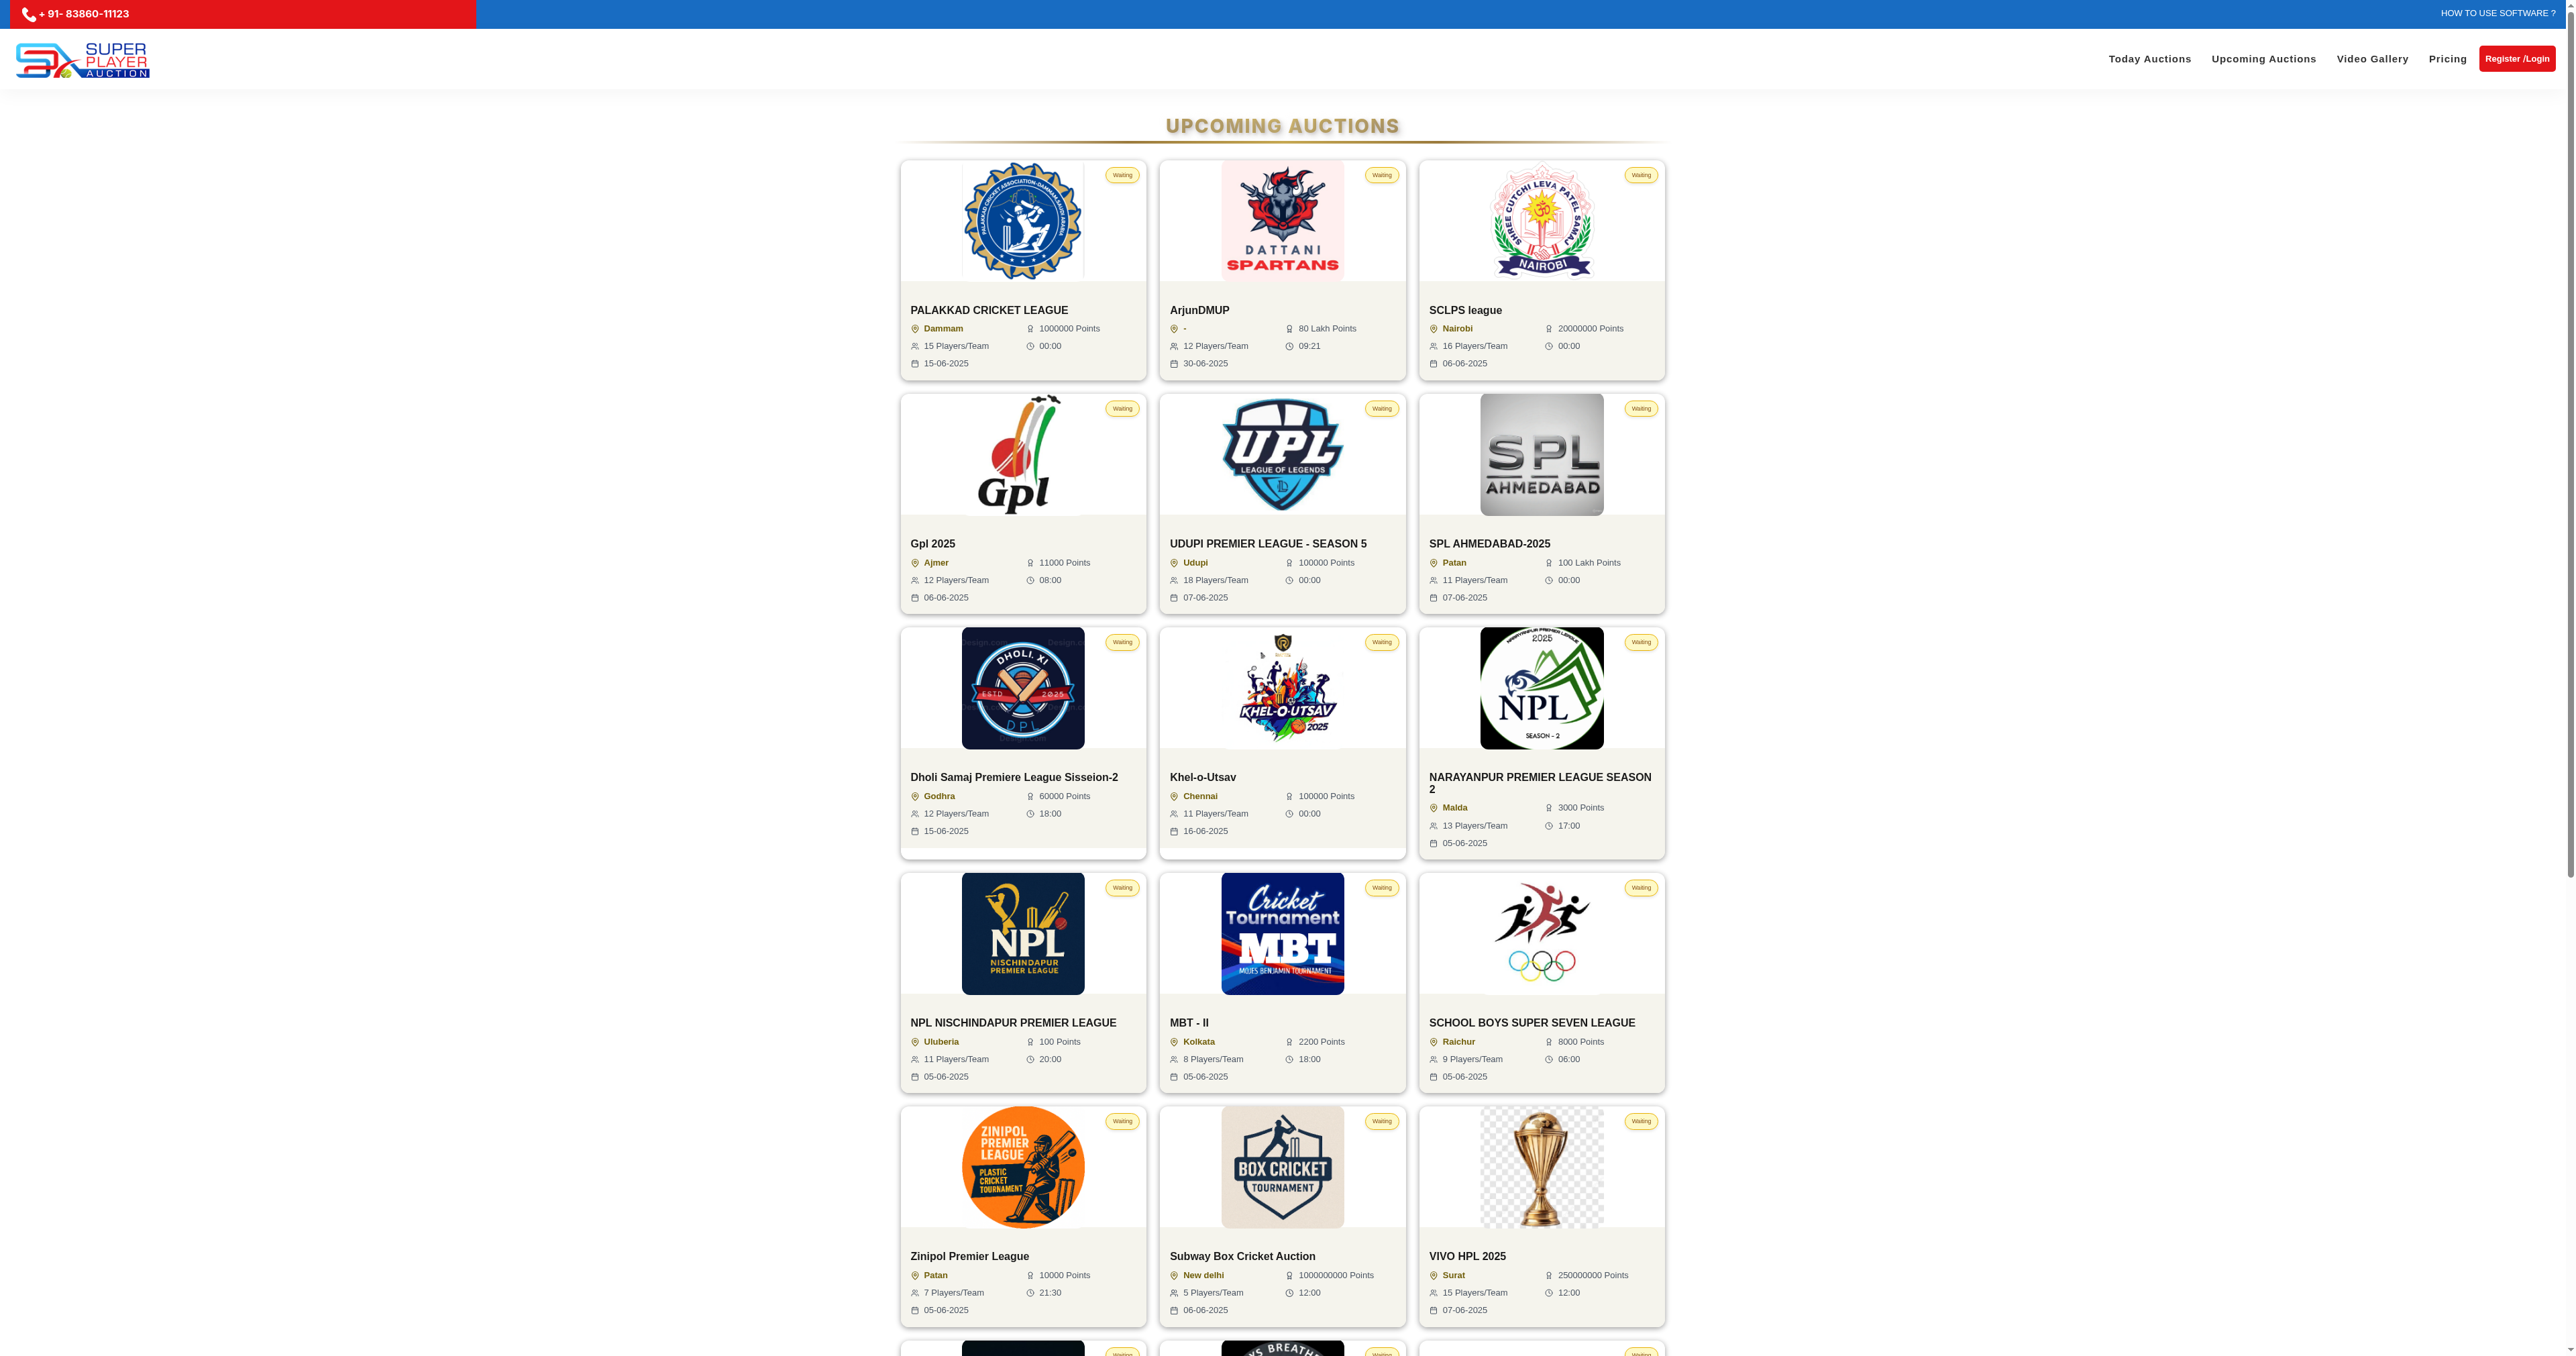 + 91- 83860-11123
HOW TO USE SOFTWARE ?
SUPER
PLAYER
AUCTION
Today Auctions
Upcoming Auctions
Video Gallery
Pricing
Register /Login
UPCOMING AUCTIONS
PALAKKAD CRICKET ASSOCIATION-DAMMAM, SAUDI ARABIA
Waiting
PALAKKAD CRICKET LEAGUE
Dammam
1000000 Points
15 Players/Team
00:00
15-06-2025
DATTANI
SPARTANS
Waiting
ArjunDMUP
-
80 Lakh Points
12 Players/Team
09:21
30-06-2025
SHREE CUTCHI LEVA PATEL SAMAJ
ॐ
NAIROBI
Waiting
SCLPS league
Nairobi
20000000 Points
16 Players/Team
00:00
06-06-2025
Gpl
Waiting
Gpl 2025
Ajmer
11000 Points
12 Players/Team
08:00
06-06-2025
UPL
LEAGUE OF LEGENDS
Waiting
UDUPI PREMIER LEAGUE - SEASON 5
Udupi
100000 Points
18 Players/Team
00:00
07-06-2025
SPL
AHMEDABAD
Waiting
SPL AHMEDABAD-2025
Patan
100 Lakh Points
11 Players/Team
00:00
07-06-2025
DHOLI. XI
ESTD 2025
DPL
Waiting
Dholi Samaj Premiere League Sisseion-2
Godhra
60000 Points
12 Players/Team
18:00
15-06-2025
KHEL-O-UTSAV
2025
Waiting
Khel-o-Utsav
Chennai
100000 Points
11 Players/Team
00:00
16-06-2025
NARAYANPUR PREMIER LEAGUE
2025
NPL
SEASON - 2
Waiting
NARAYANPUR PREMIER LEAGUE SEASON
2
Malda
3000 Points
13 Players/Team
17:00
05-06-2025
NPL
NISCHINDAPUR
PREMIER LEAGUE
Waiting
NPL NISCHINDAPUR PREMIER LEAGUE
Uluberia
100 Points
11 Players/Team
20:00
05-06-2025
Cricket
Tournament
MBT
MOJES BENJAMIN TOURNAMENT
Waiting
MBT - II
Kolkata
2200 Points
8 Players/Team
18:00
05-06-2025
Waiting
SCHOOL BOYS SUPER SEVEN LEAGUE
Raichur
8000 Points
9 Players/Team
06:00
05-06-2025
ZINIPOL
PREMIER
LEAGUE
PLASTIC
CRICKET
TOURNAMENT
Waiting
Zinipol Premier League
Patan
10000 Points
7 Players/Team
21:30
05-06-2025
BOX CRICKET
TOURNAMENT
Waiting
Subway Box Cricket Auction
New delhi
1000000000 Points
5 Players/Team
12:00
06-06-2025
Waiting
VIVO HPL 2025
Surat
250000000 Points
15 Players/Team
12:00
07-06-2025
Waiting
BREATHE
Waiting
Waiting